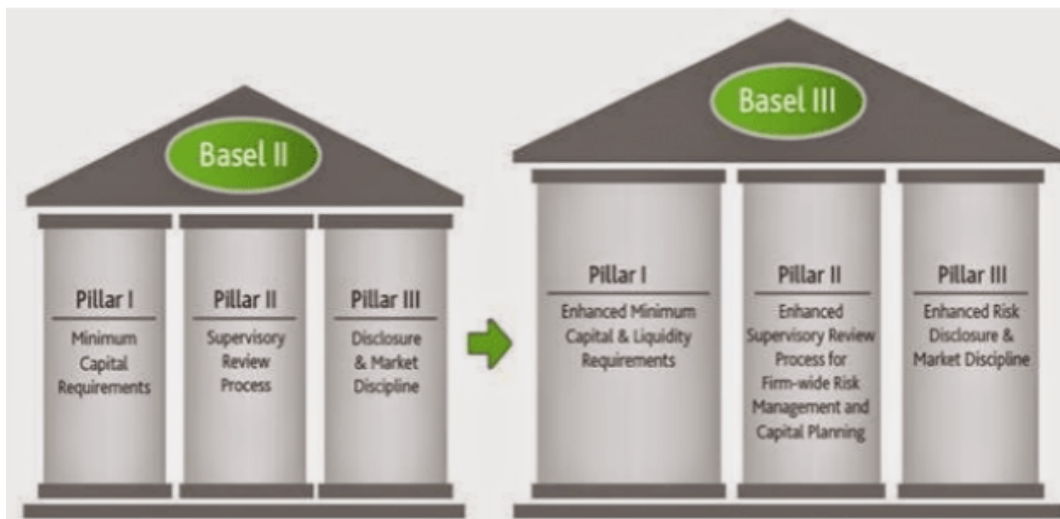 Basel II
Pillar I
Minimum
Capital
Requirements
Pillar II
Supervisory
Review
Process
Pillar III
Disclosure
& Market
Discipline
Basel III
Pillar I
Enhanced Minimum
Capital & Liquidity
Requirements
Pillar II
Enhanced
Supervisory Review
Process for
Firm-wide Risk
Management and
Capital Planning
Pillar III
Enhanced Risk
Disclosure &
Market Discipline